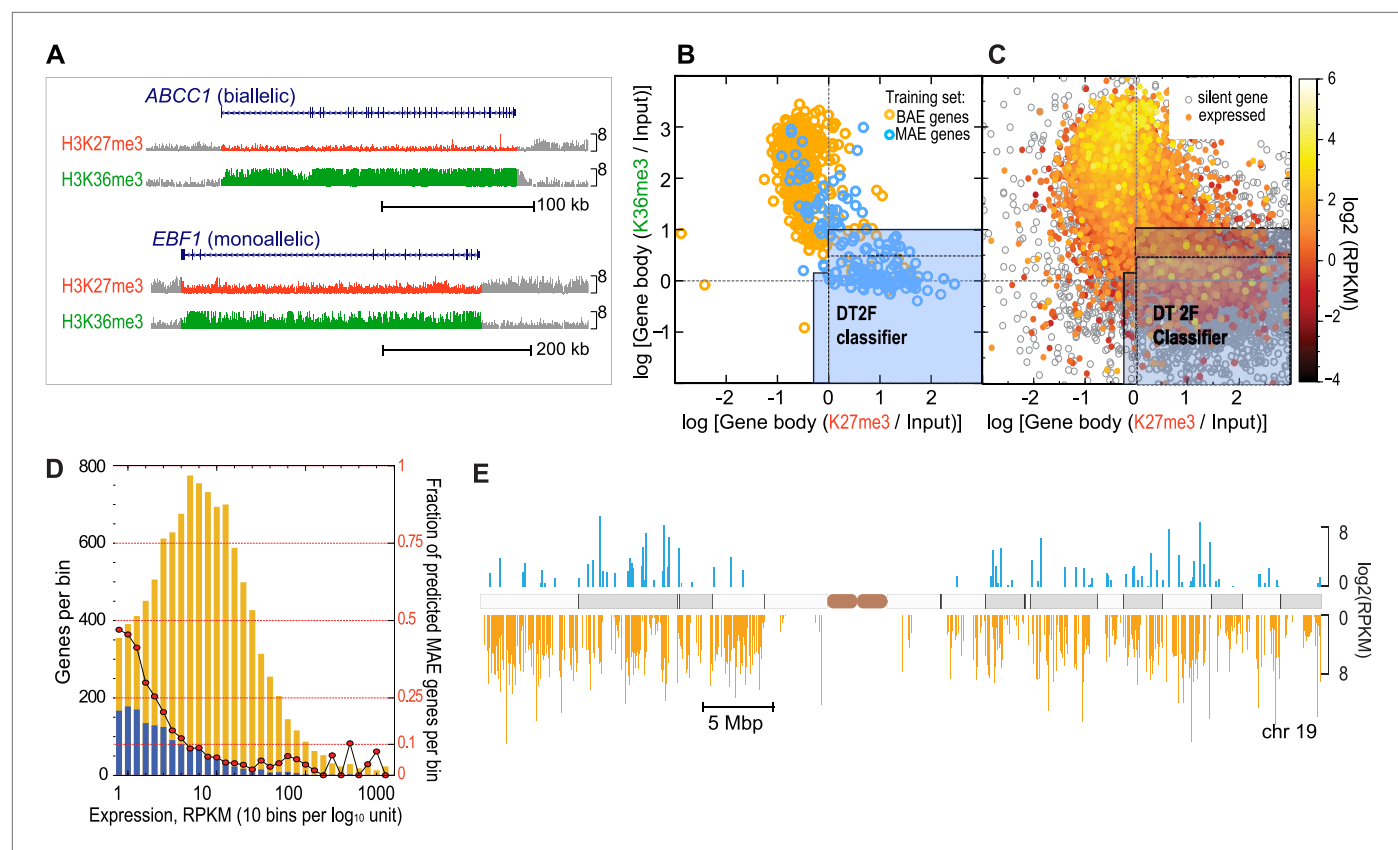 A
ABCC1 (biallelic)
H3K27me3
8
H3K36me3
8
100 kb
EBF1 (monoallelic)
H3K27me3
8
H3K36me3
8
200 kb
B
log [Gene body (K36me3 / Input)]
3
2
1
0
−1
Training set:
BAE genes
MAE genes
DT2F
classifier
-2 -1 0 1 2
log [Gene body (K27me3 / Input)]
C
silent gene
expressed
DT 2F
Classifier
-2 -1 0 1 2
log [Gene body (K27me3 / Input)]
6
4
2
0
−2
−4
log2 (RPKM)
D
Genes per bin
800
600
400
200
0
1
0.75
0.5
0.25
0.1
0
Fraction of predicted MAE genes per bin
1 10 100 1000
Expression, RPKM (10 bins per log10 unit)
E
8
0
log2(RPKM)
0
8
5 Mbp
chr 19